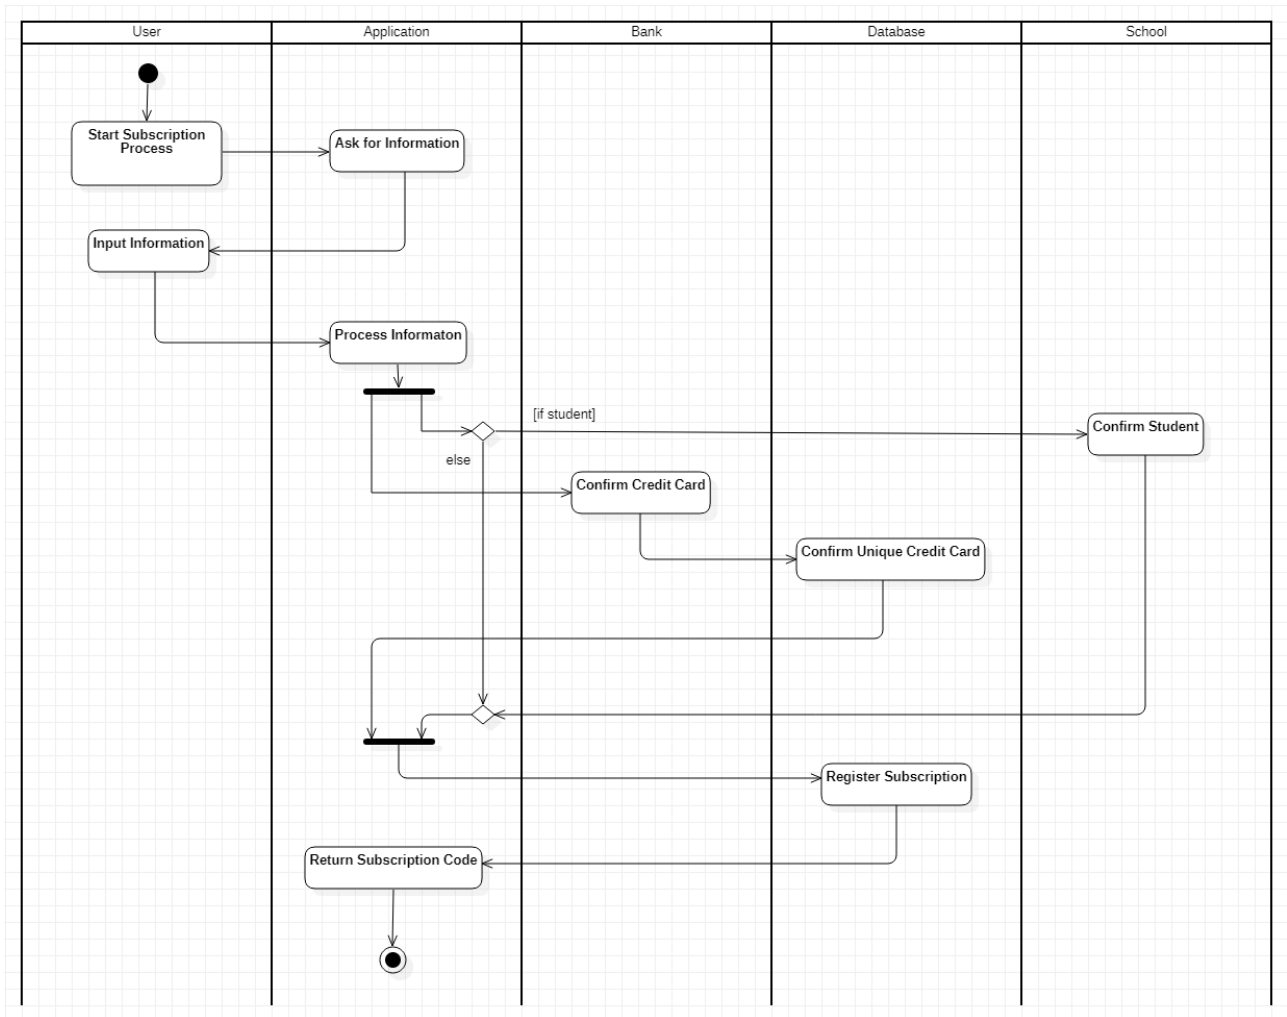 User
Application
Bank
Database
School
Start Subscription
Process
Ask for Information
Input Information
Process Informaton
[if student]
Confirm Student
else
Confirm Credit Card
Confirm Unique Credit Card
Register Subscription
Return Subscription Code